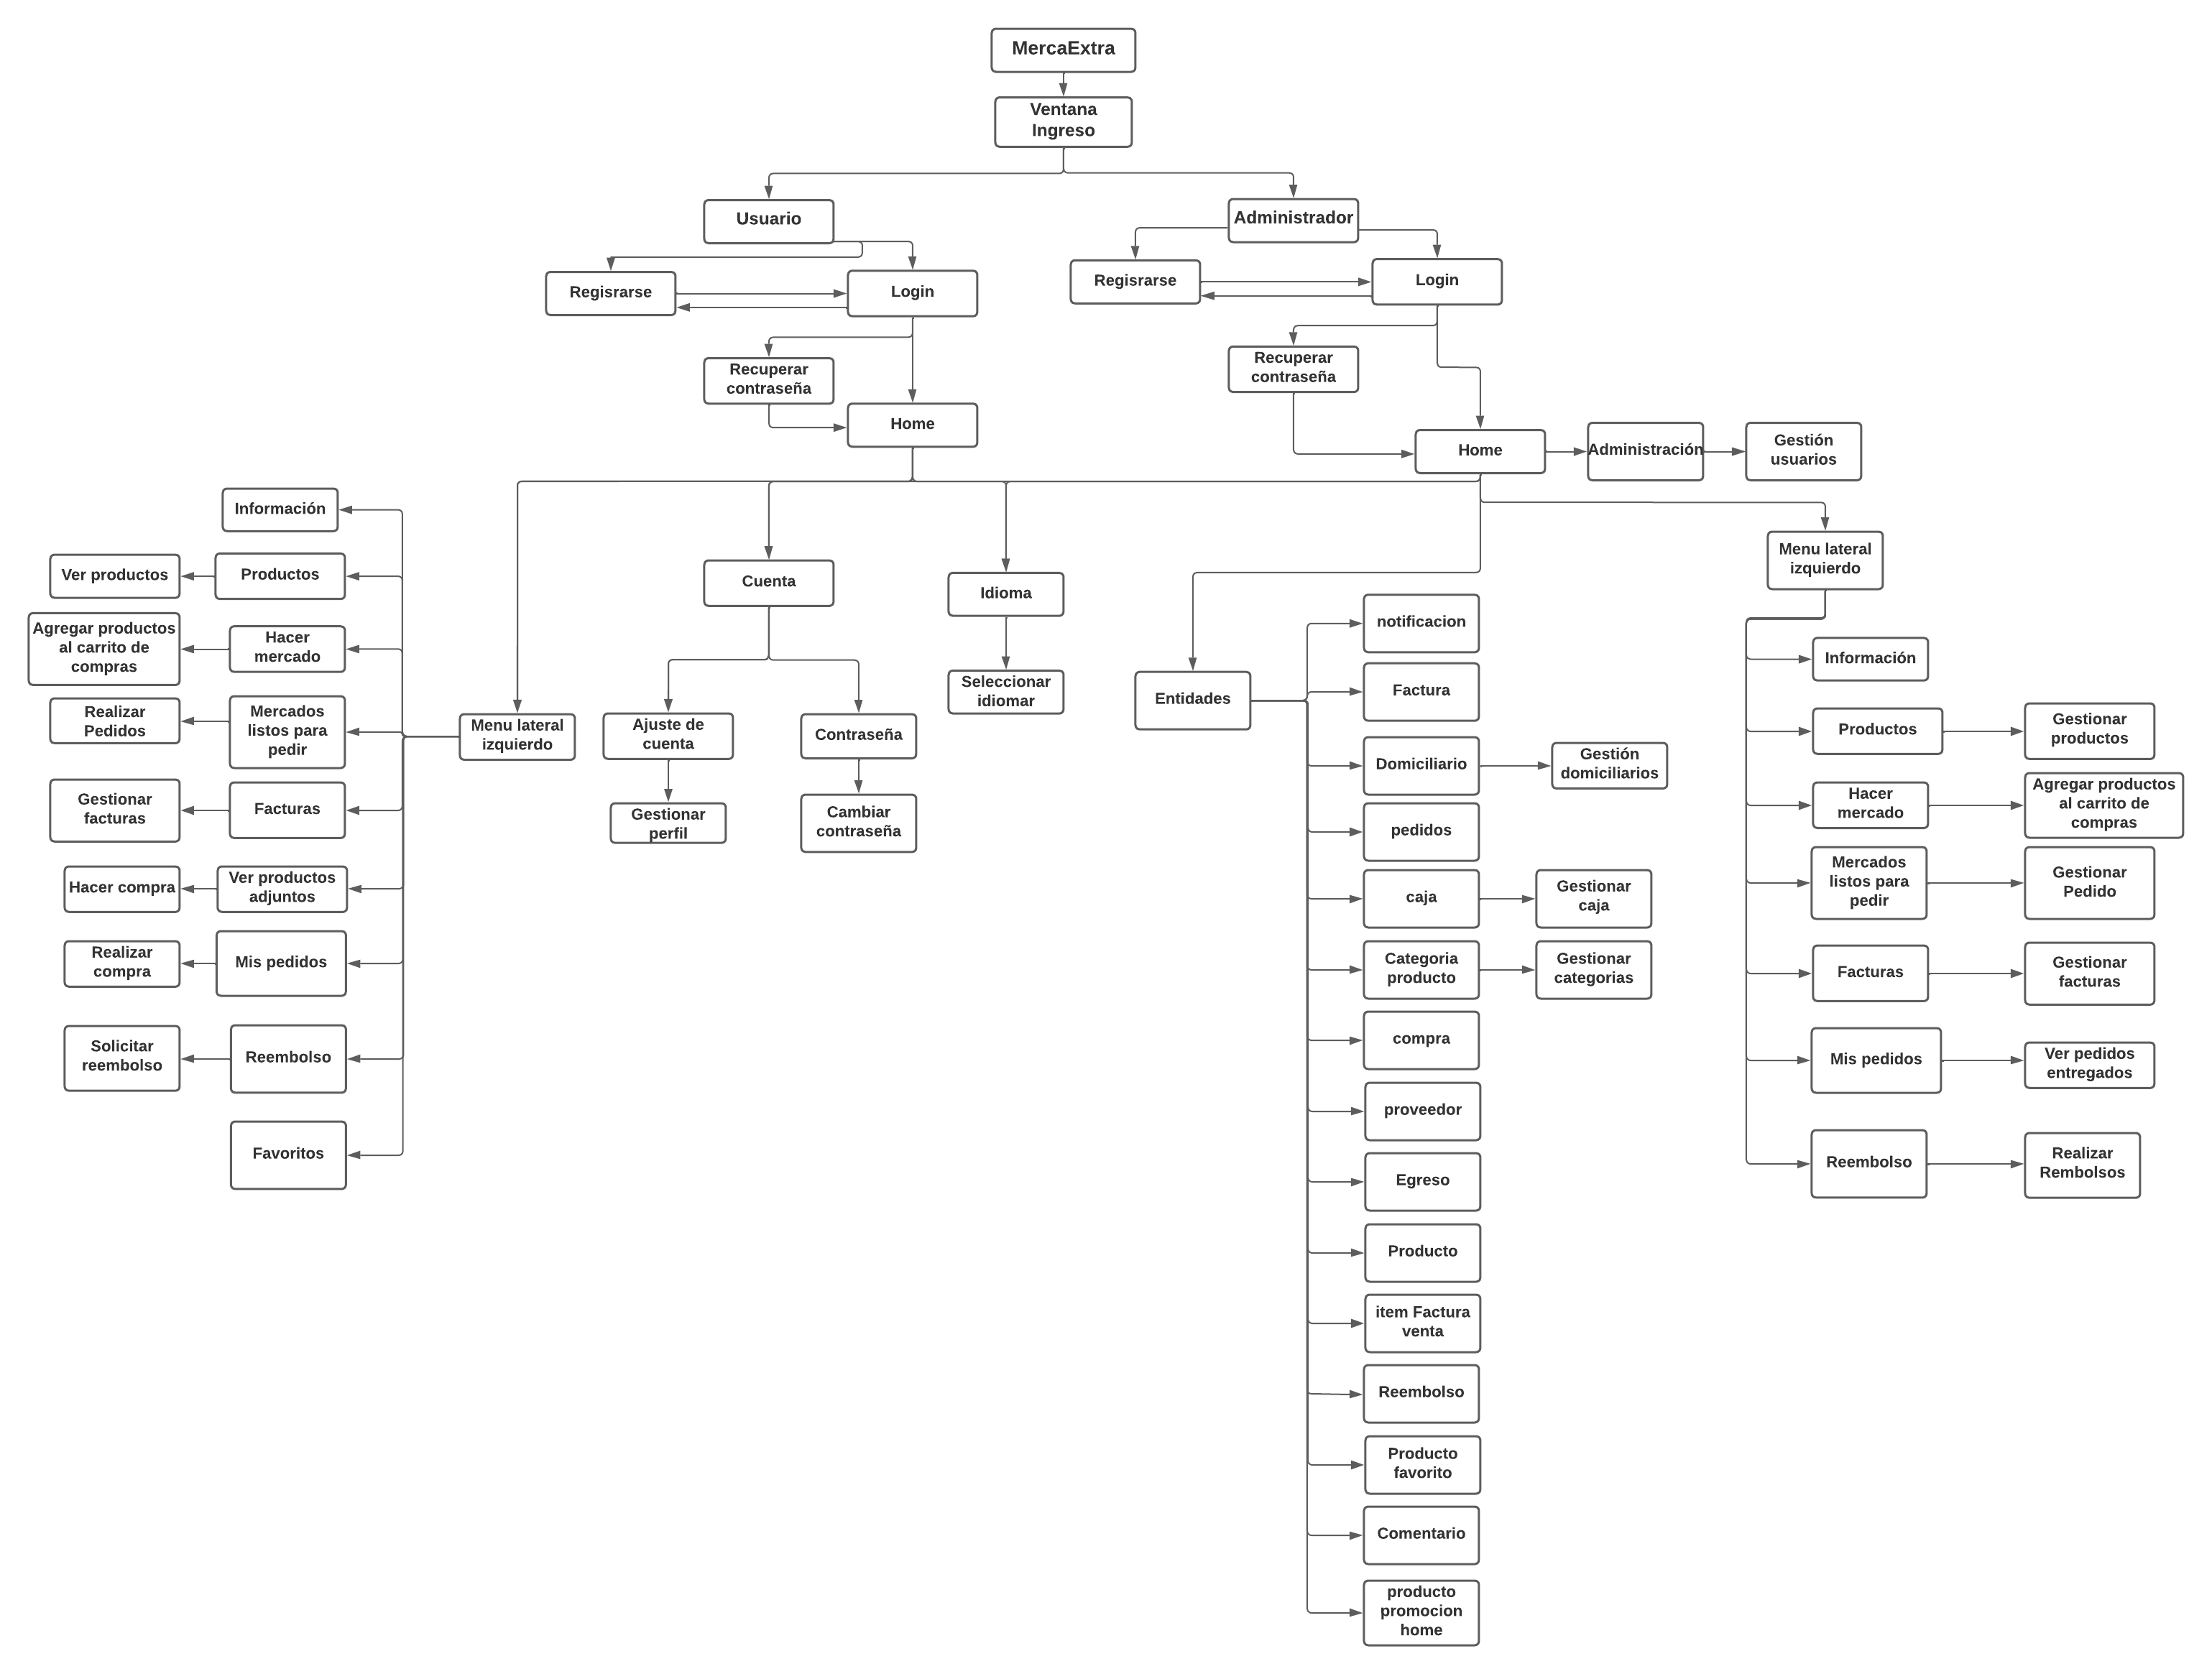 MercaExtra
Ventana
Ingreso
Usuario
Administrador
Regisrarse
Login
Regisrarse
Login
Recuperar
contraseña
Home
Recuperar
contraseña
Home
Administración
Gestión
usuarios
Información
Productos
Ver productos
Hacer
mercado
Agregar productos
al carrito de
compras
Mercados
listos para
pedir
Realizar
Pedidos
Facturas
Gestionar
facturas
Ver productos
adjuntos
Hacer compra
Mis pedidos
Realizar
compra
Reembolso
Solicitar
reembolso
Favoritos
Menu lateral
izquierdo
Cuenta
Ajuste de
cuenta
Gestionar
perfil
Contraseña
Cambiar
contraseña
Idioma
Seleccionar
idiomar
Entidades
notificacion
Factura
Domiciliario
Gestión
domiciliarios
pedidos
caja
Gestionar
caja
Categoria
producto
Gestionar
categorias
compra
proveedor
Egreso
Producto
item Factura
venta
Reembolso
Producto
favorito
Comentario
producto
promocion
home
Menu lateral
izquierdo
Información
Productos
Gestionar
productos
Hacer
mercado
Agregar productos
al carrito de
compras
Mercados
listos para
pedir
Gestionar
Pedido
Facturas
Gestionar
facturas
Mis pedidos
Ver pedidos
entregados
Reembolso
Realizar
Rembolsos